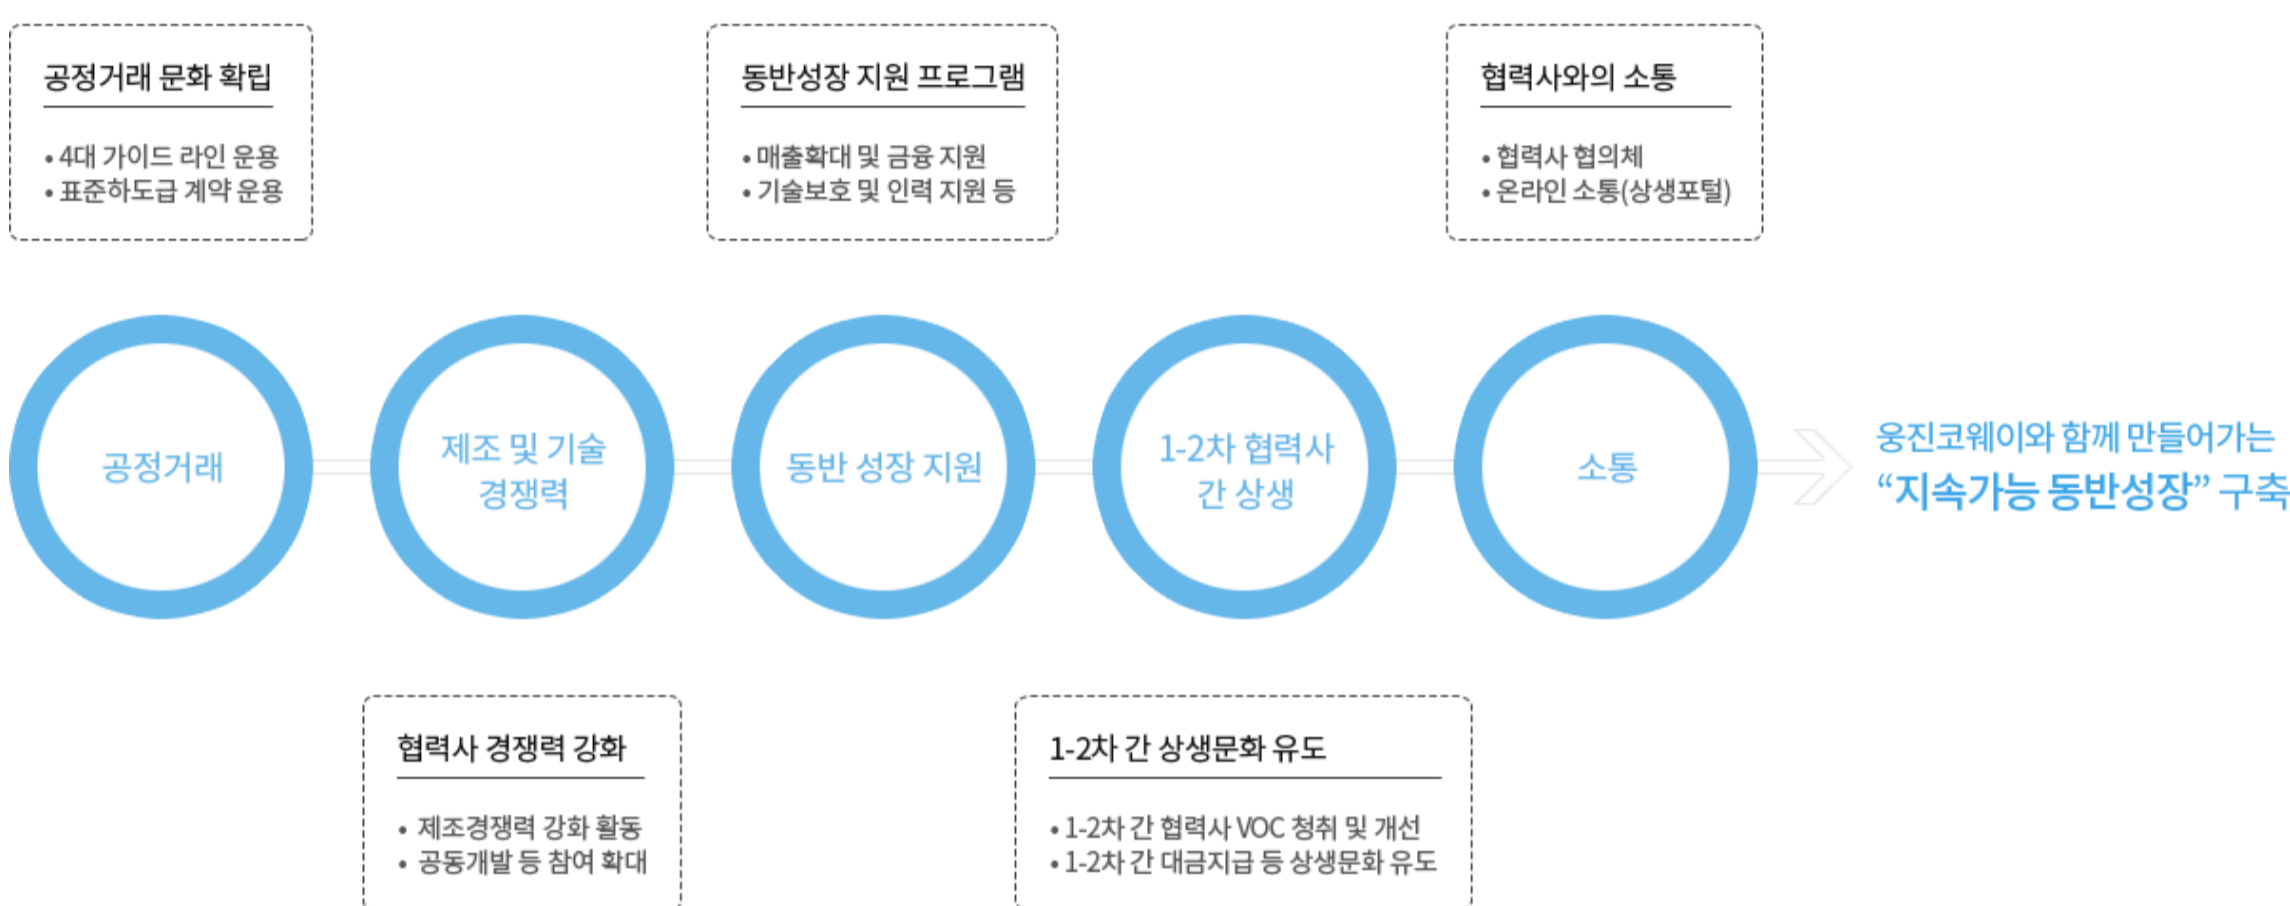 공정거래 문화 확립
• 4대 가이드 라인 운용
• 표준하도급 계약 운용
동반성장 지원 프로그램
• 매출확대 및 금융 지원
• 기술보호 및 인력 지원 등
협력사와의 소통
• 협력사 협의체
• 온라인 소통(상생포털)
공정거래
제조 및 기술
경쟁력
동반 성장 지원
1-2차 협력사
간 상생
소통
웅진코웨이와 함께 만들어가는
“지속가능 동반성장” 구축
협력사 경쟁력 강화
• 제조경쟁력 강화 활동
• 공동개발 등 참여 확대
1-2차 간 상생문화 유도
• 1-2차 간 협력사 VOC 청취 및 개선
• 1-2차 간 대금지급 등 상생문화 유도